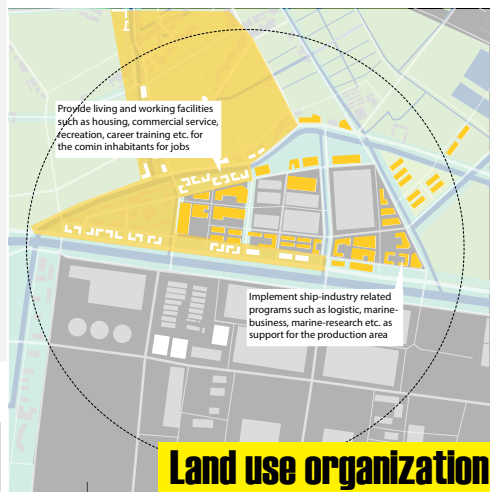 Provide living and working facilities
such as housing, commercial service,
recreation, career training etc. for
the comin inhabitants for jobs
Implement ship-industry related
programs such as logistic, marine-
business, marine-research etc. as
support for the production area
Land use organization